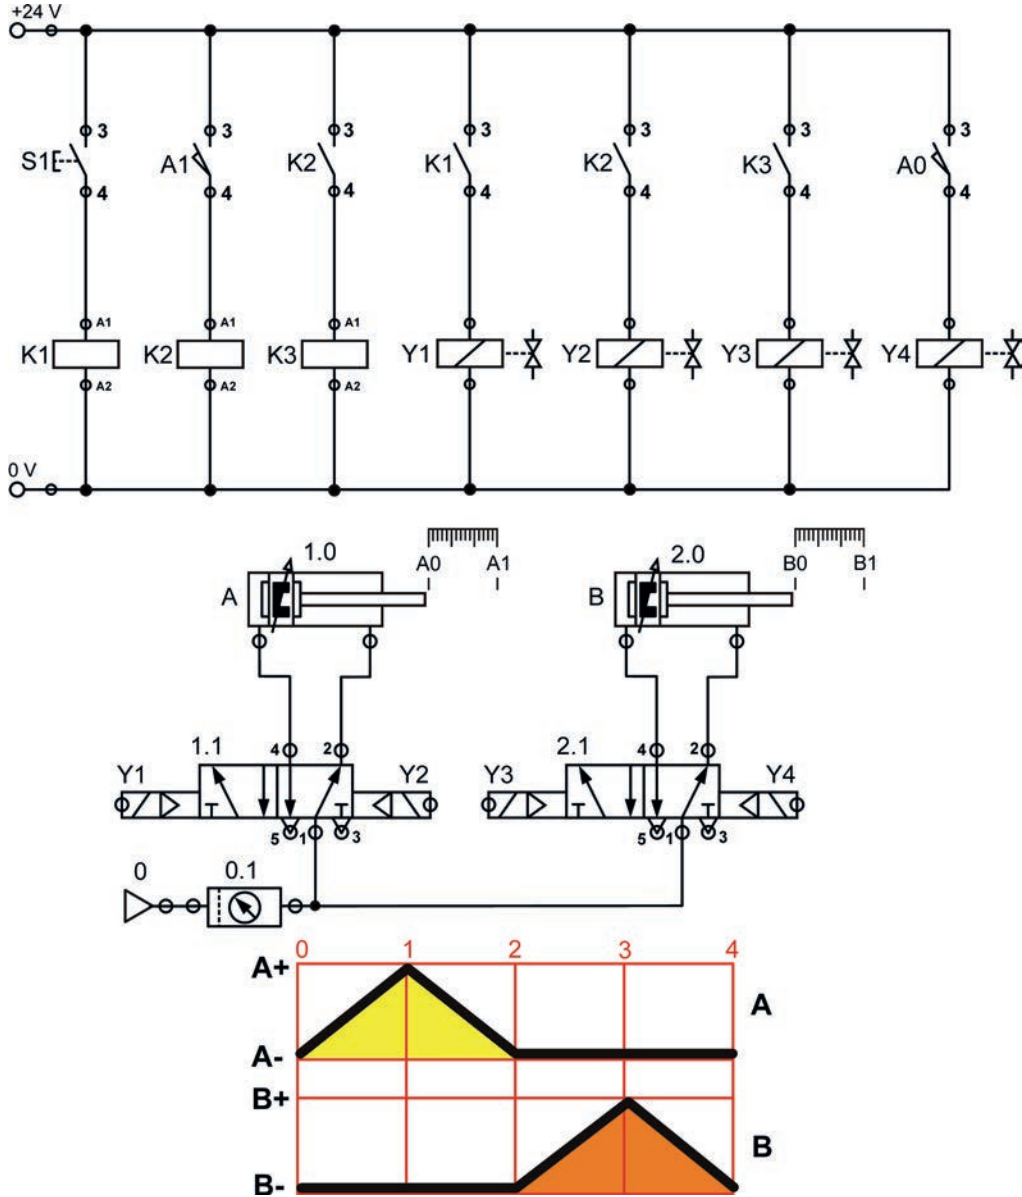 +24 V
3 3 3 3 3 3 3
S1 A1 K2 K1 K2 K3 A0
4 4 4 4 4 4 4
A1 A1 A1
K1 K2 K3 Y1 Y2 Y3 Y4
A2 A2 A2
0 V
1.0 A0 A1 2.0 B0 B1
A B
1.1 4 2 2.1 4 2
Y1 Y2 Y3 Y4
5 1 3 5 1 3
0 0.1
0 1 2 3 4
A+
A
A-
B+
B
B-